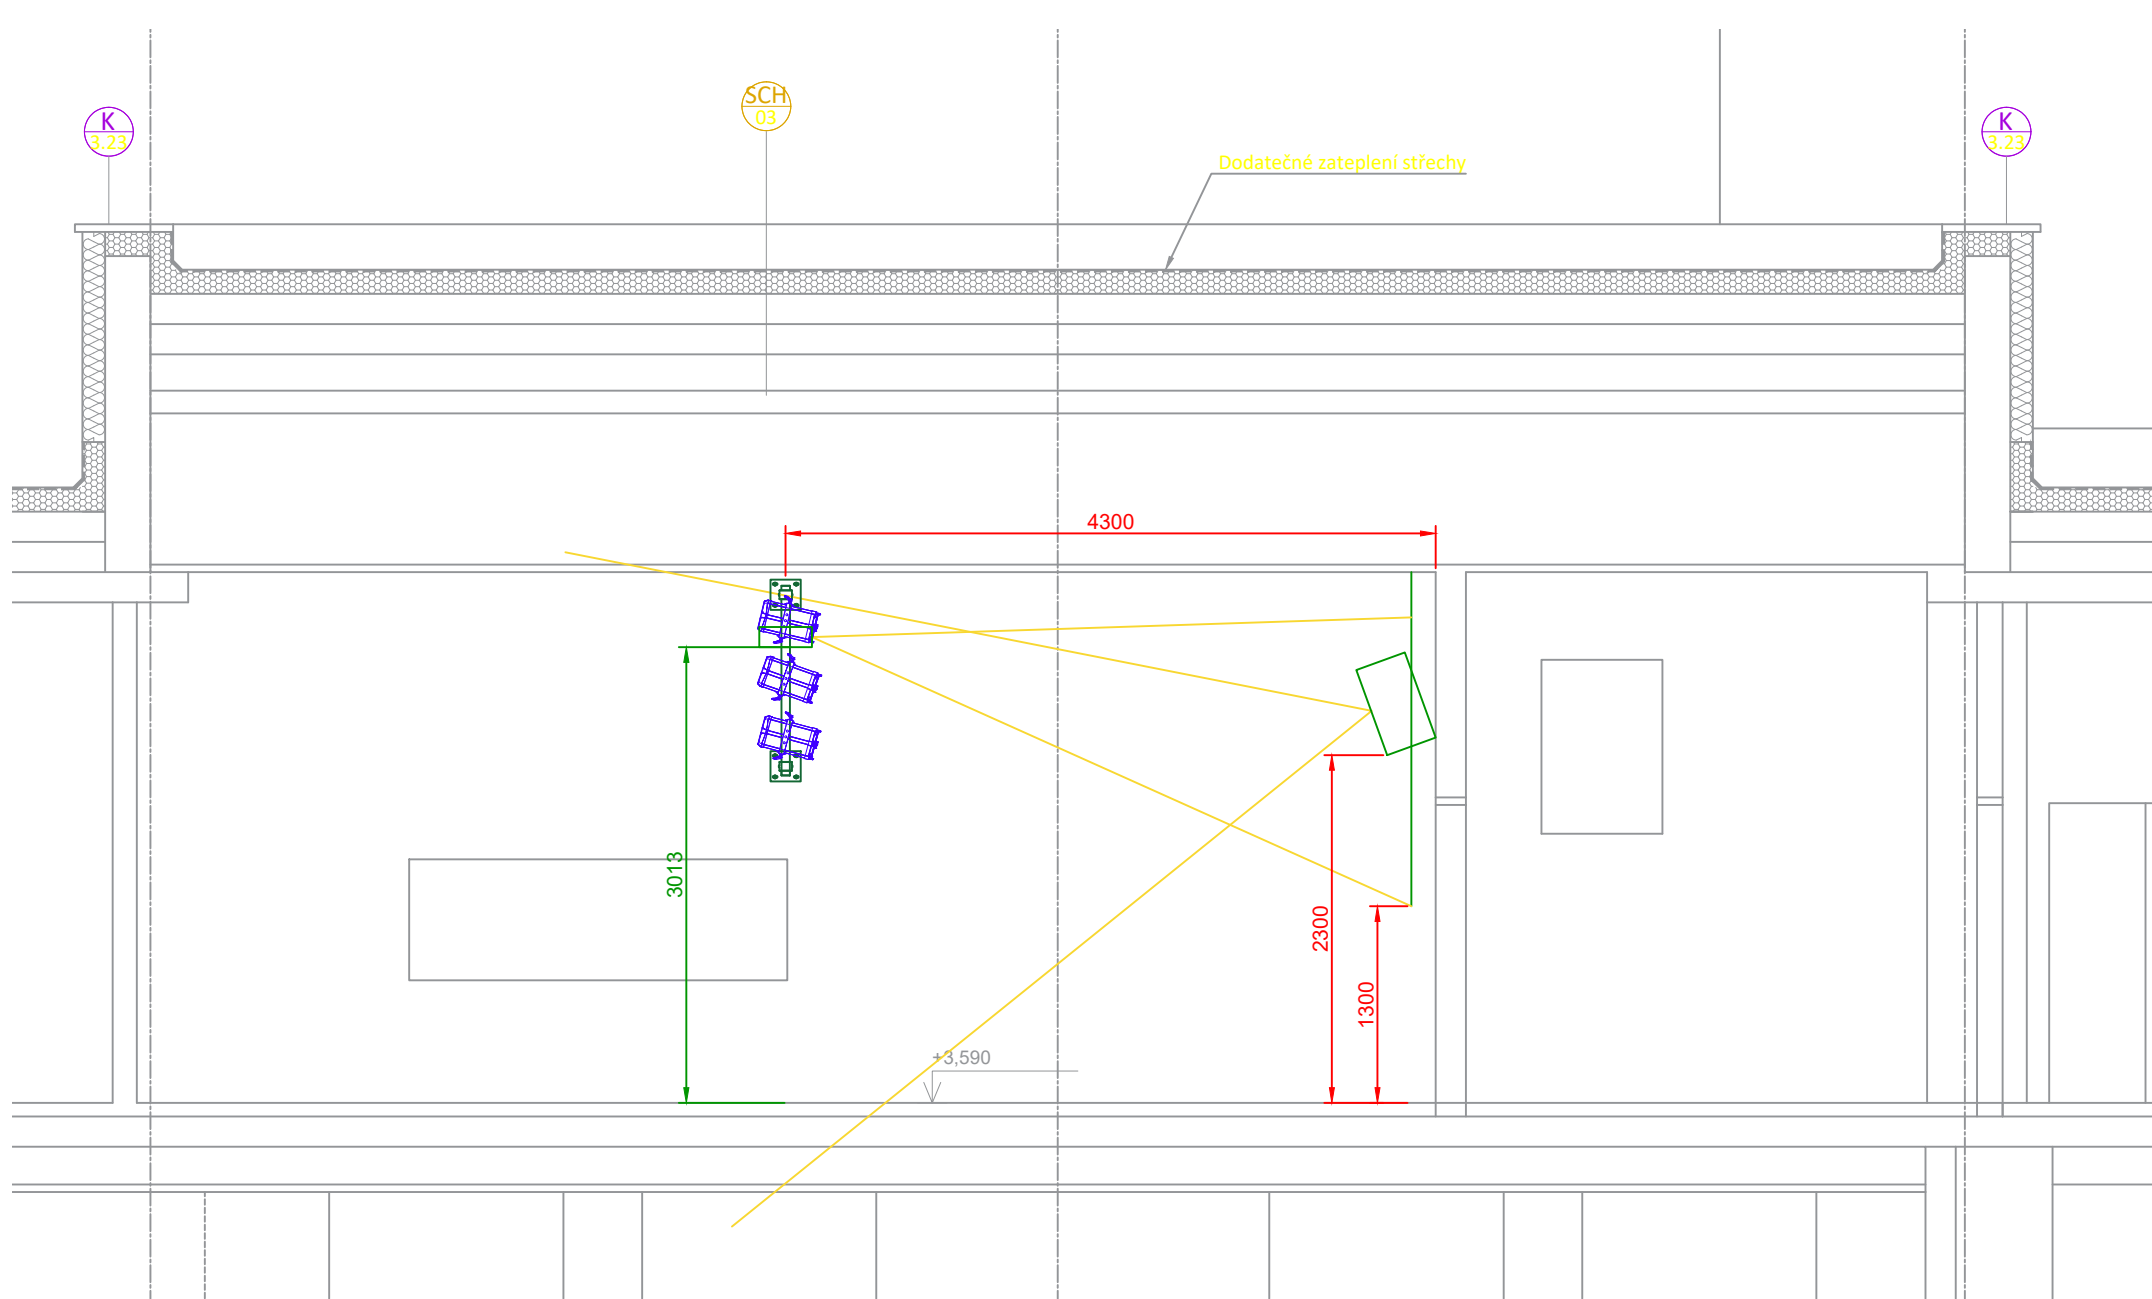 SCH
03
K
3.23
K
3.23
Dodatečné zateplení střechy
4300
3013
2300
1300
+3,590